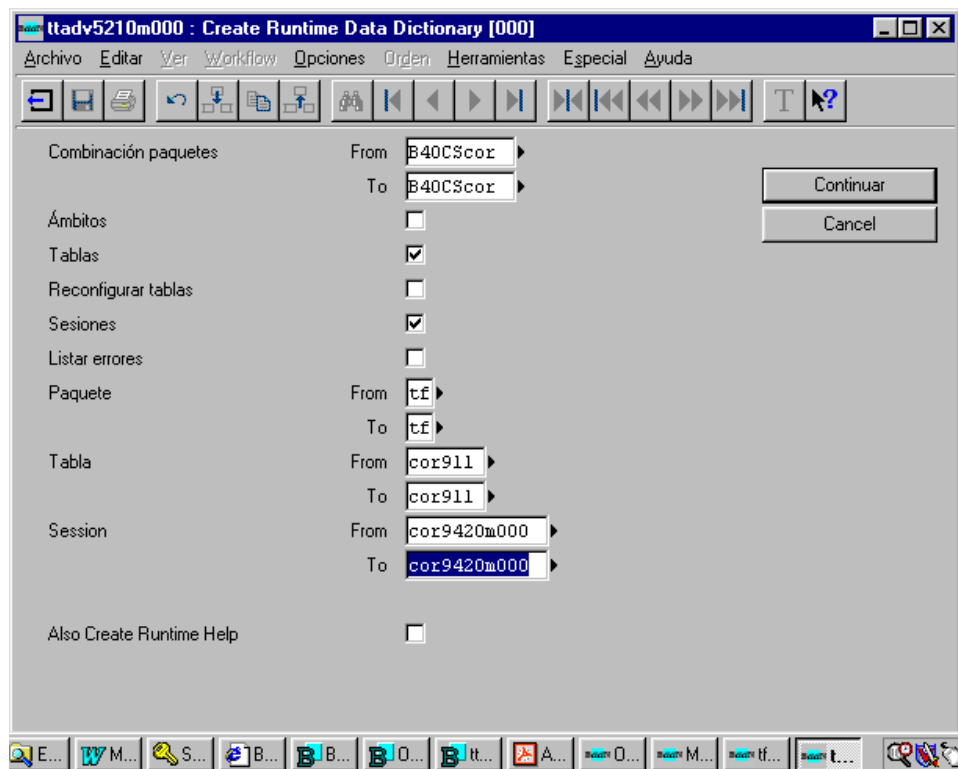 ttadv5210m000 : Create Runtime Data Dictionary [000]
Archivo Editar Ver Workflow Opciones Orden Herramientas Especial Ayuda
T ?
Combinación paquetes From B40CScor
To B40CScor
Continuar
Ámbitos
Cancel
Tablas
Reconfigurar tablas
Sesiones
Listar errores
Paquete From tf
To tf
Tabla From cor911
To cor911
Session From cor9420m000
To cor9420m000
Also Create Runtime Help
E... M... S... B... B... O... tt... A... O... M... tf... t...